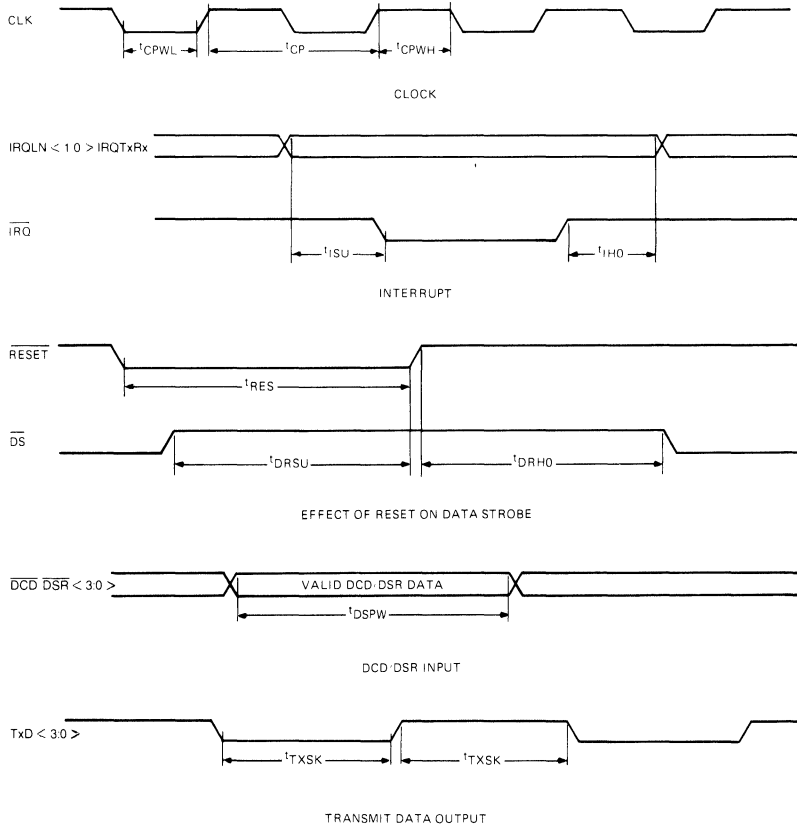 CLK
tCPWL
tCP
tCPWH
CLOCK
IRQLN < 1 0 > IRQTxRx
IRQ
tISU
tIH0
INTERRUPT
RESET
tRES
DS
tDRSU
tDRH0
EFFECT OF RESET ON DATA STROBE
DCD DSR < 3:0 >
VALID DCD/DSR DATA
tDSPW
DCD/DSR INPUT
TxD < 3:0 >
tTXSK
tTXSK
TRANSMIT DATA OUTPUT